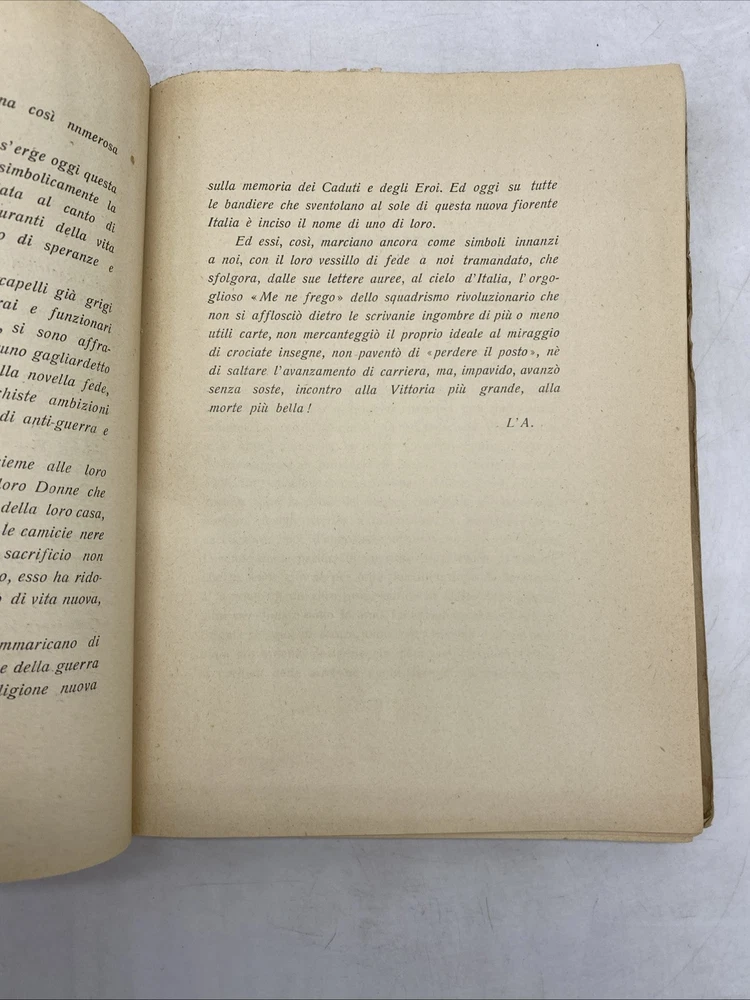 na così nnmerosa
s'erge oggi questa
simbolicamente la
ata al canto di
uranti della vita
o di speranze e
capelli già grigi
rai e funzionari
, si sono affra-
uno gagliardetto
lla novella fede,
chiste ambizioni
di anti-guerra e
sieme alle loro
loro Donne che
della loro casa,
le camicie nere
sacrificio non
o, esso ha rido-
o di vita nuova,
mmaricano di
e della guerra
ligione nuova
sulla memoria dei Caduti e degli Eroi. Ed oggi su tutte
le bandiere che sventolano al sole di questa nuova fiorente
Italia è inciso il nome di uno di loro.
Ed essi, così, marciano ancora come simboli innanzi
a noi, con il loro vessillo di fede a noi tramandato, che
sfolgora, dalle sue lettere auree, al cielo d'Italia, l'orgo-
glioso «Me ne frego» dello squadrismo rivoluzionario che
non si afflosciò dietro le scrivanie ingombre di più o meno
utili carte, non mercanteggiò il proprio ideale al miraggio
di crociate insegne, non paventò di «perdere il posto», nè
di saltare l'avanzamento di carriera, ma, impavido, avanzò
senza soste, incontro alla Vittoria più grande, alla
morte più bella!
L'A.